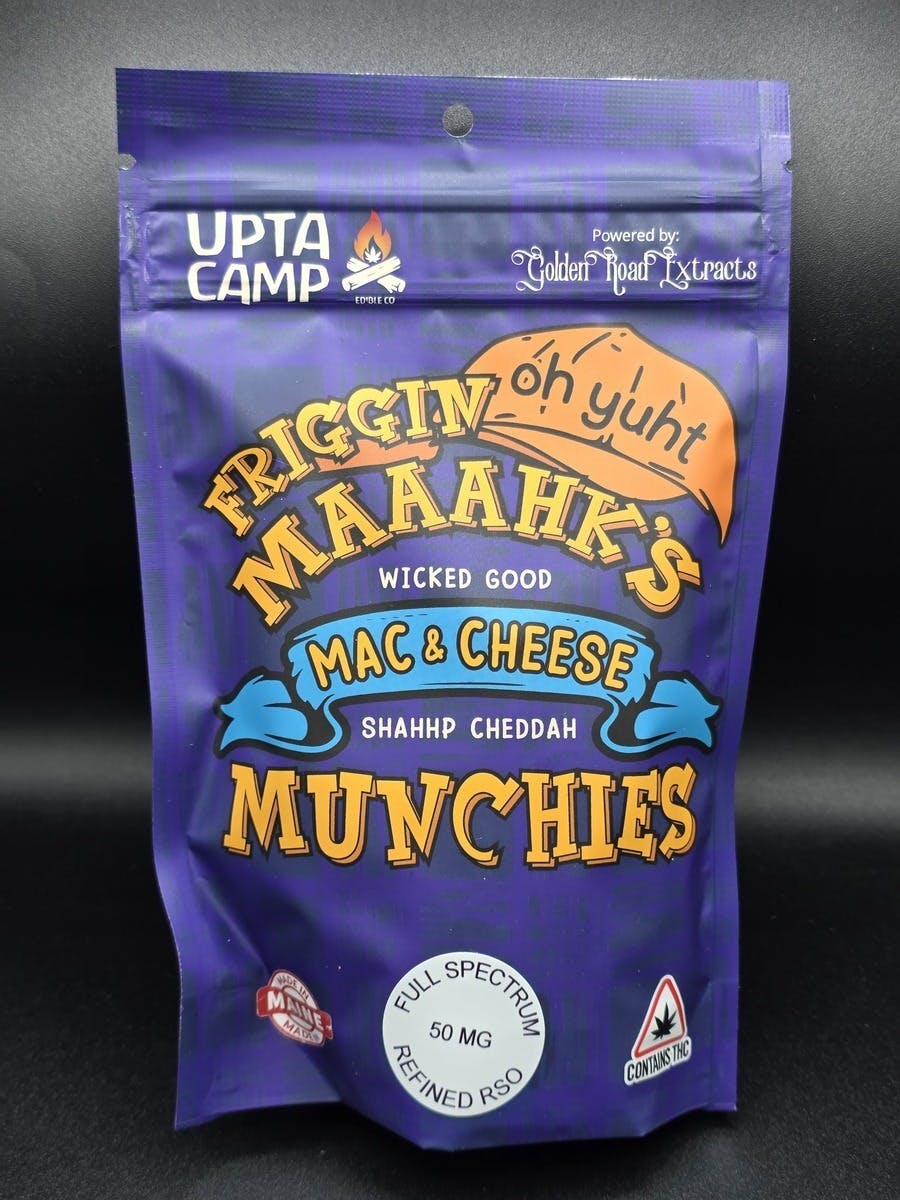 UPTA
CAMP
EDIBLE CO
Powered by:
Golden Road Extracts
oh yuht
FRIGGIN
MAAAHK'S
WICKED GOOD
MAC & CHEESE
SHAHHP CHEDDAH
MUNCHIES
MADE IN
MAINE
MADE
FULL SPECTRUM
50 MG
REFINED RSO
CONTAINS THC